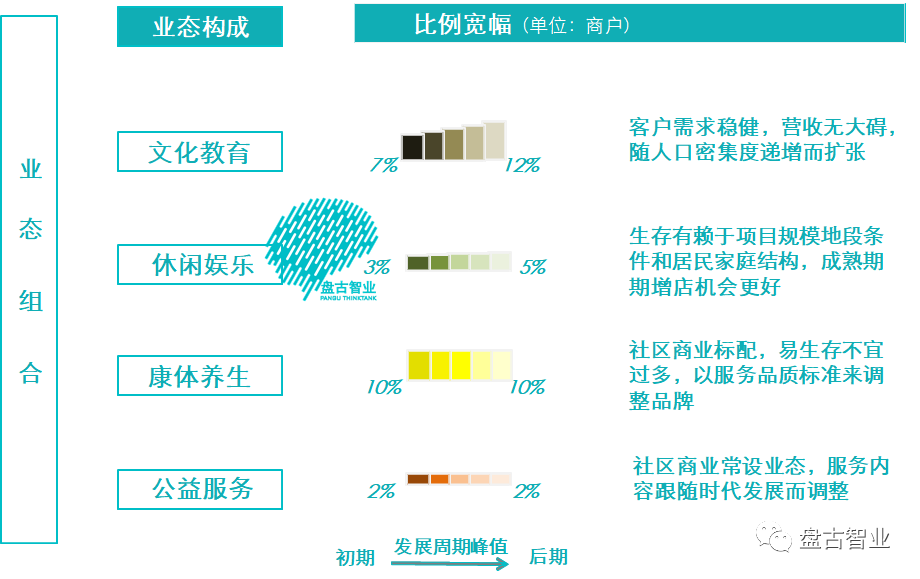 业态构成
比例宽幅（单位：商户）
业态组合
文化教育
7%
12%
客户需求稳健，营收无大碍，
随人口密集度递增而扩张
休闲娱乐
盘古智业
PANGU THINKTANK
3%
5%
生存有赖于项目规模地段条
件和居民家庭结构，成熟期
期增店机会更好
康体养生
10%
10%
社区商业标配，易生存不宜
过多，以服务品质标准来调
整品牌
公益服务
2%
2%
社区商业常设业态，服务内
容跟随时代发展而调整
初期
发展周期峰值
后期
盘古智业